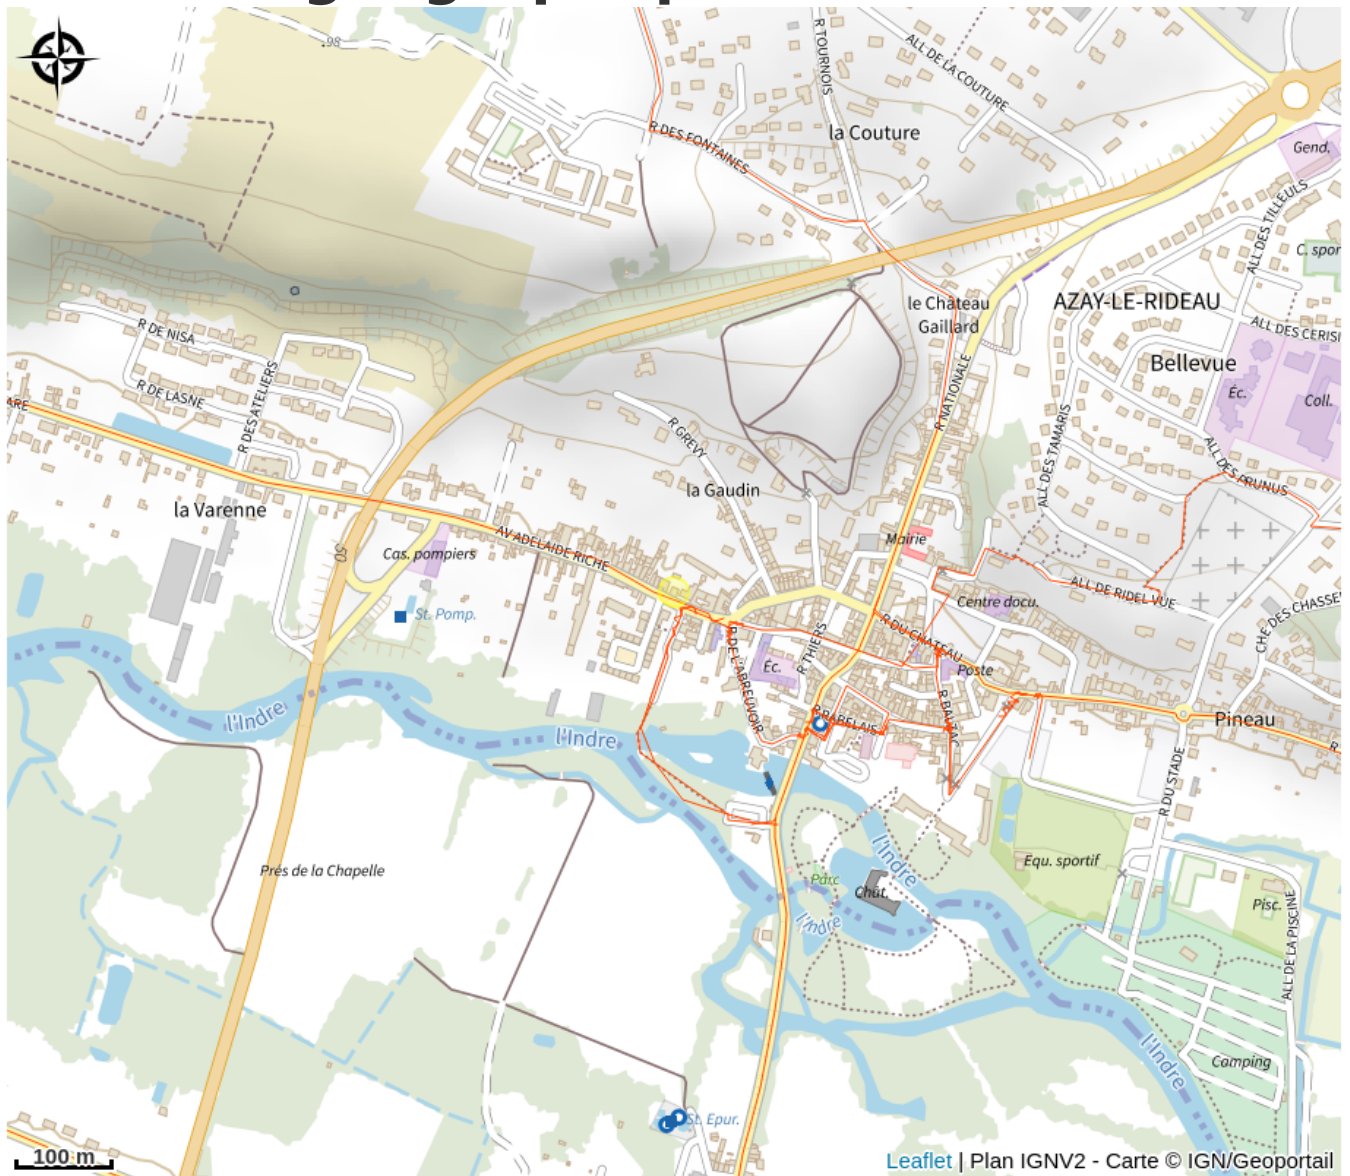 .98
R TOURNOIS
ALL DE LA COUTURE
la Couture
R DES FONTAINES
Gend.
ALL DES TILLEULS
C. spor
le Chateau
Gaillard
AZAY-LE-RIDEAU
ALL DES CERISI
R DE NISA
Bellevue
R DE LASNE
R DES ATELIERS
ARE
R NATIONALE
Éc.
Coll.
R GREVY
ALL DES TAMARIS
ALL DES PRUNUS
la Gaudin
la Varenne
50
Cas. pompiers
AV ADELAIDE RICHE
Mairie
ALL DE RIDEL VUE
Centre docu.
CHE DES CHASSE
St. Pomp.
R DU CHATEAU
R THIERS
R DE L'ABREUVOIR
Éc.
Poste
R BALZAC
R RABELAIS
Pineau
l'Indre
l'Indre
R
R DU STADE
Prés de la Chapelle
l'Indre
Equ. sportif
Parc
Chât.
Pisc.
l'Indre
ALL DE LA PISCINE
l'Indre
Camping
St. Epur.
100 m
Leaflet | Plan IGNV2 - Carte © IGN/Geoportail